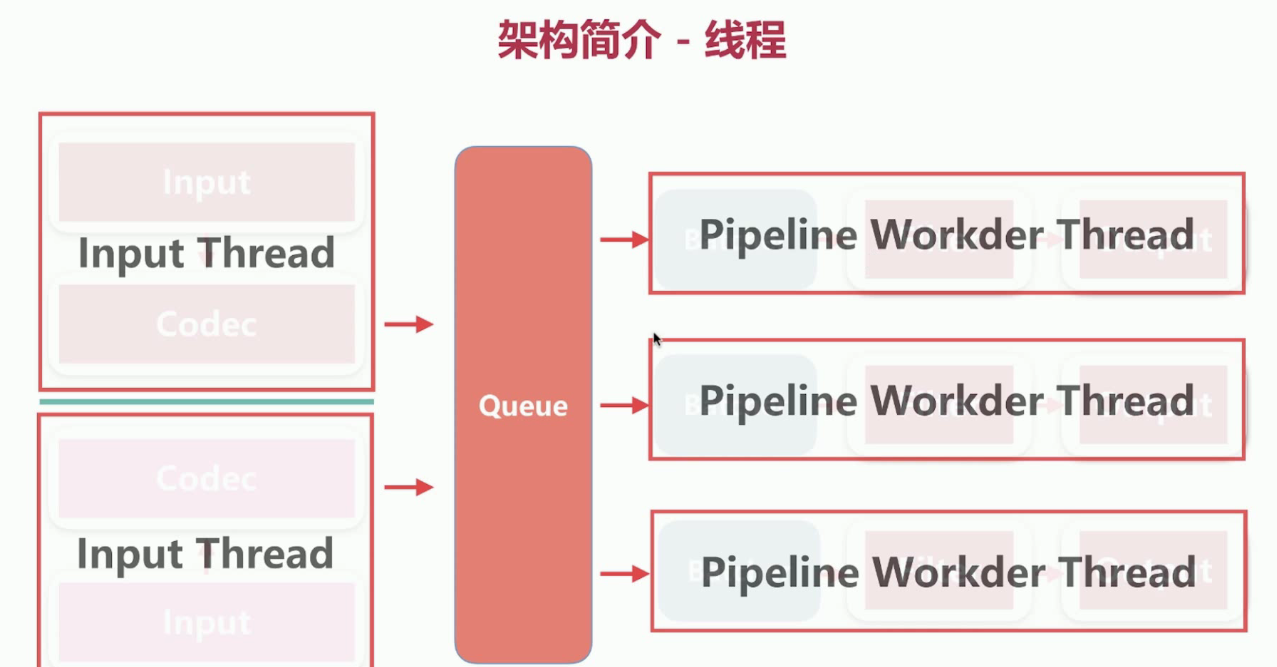 架构简介 - 线程
Input
Input Thread
Codec
Codec
Input Thread
Input
Queue
Pipeline Workder Thread
Pipeline Workder Thread
Pipeline Workder Thread